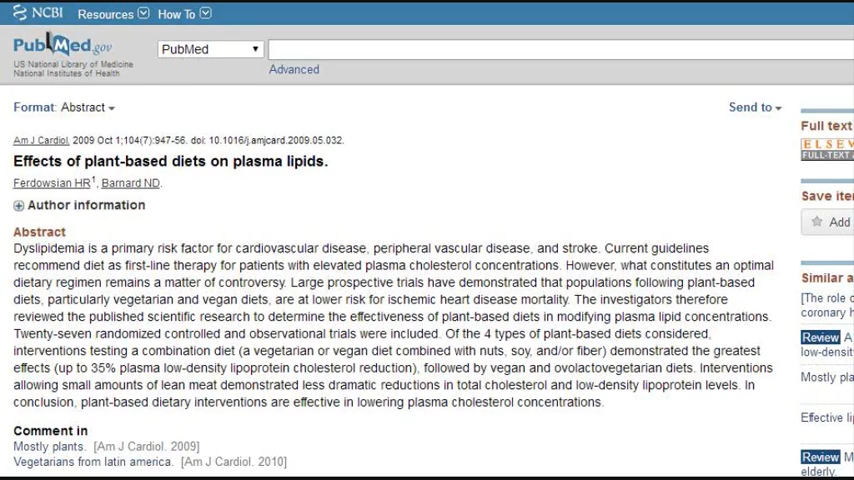 NCBI Resources How To
PubMed.gov
US National Library of Medicine
National Institutes of Health
PubMed
Advanced
Format: Abstract
Send to
Am J Cardiol. 2009 Oct 1;104(7):947-56. doi: 10.1016/j.amjcard.2009.05.032.
Effects of plant-based diets on plasma lipids.
Ferdowsian HR1, Barnard ND.
Author information
Abstract
Dyslipidemia is a primary risk factor for cardiovascular disease, peripheral vascular disease, and stroke. Current guidelines
recommend diet as first-line therapy for patients with elevated plasma cholesterol concentrations. However, what constitutes an optimal
dietary regimen remains a matter of controversy. Large prospective trials have demonstrated that populations following plant-based
diets, particularly vegetarian and vegan diets, are at lower risk for ischemic heart disease mortality. The investigators therefore
reviewed the published scientific research to determine the effectiveness of plant-based diets in modifying plasma lipid concentrations.
Twenty-seven randomized controlled and observational trials were included. Of the 4 types of plant-based diets considered,
interventions testing a combination diet (a vegetarian or vegan diet combined with nuts, soy, and/or fiber) demonstrated the greatest
effects (up to 35% plasma low-density lipoprotein cholesterol reduction), followed by vegan and ovolactovegetarian diets. Interventions
allowing small amounts of lean meat demonstrated less dramatic reductions in total cholesterol and low-density lipoprotein levels. In
conclusion, plant-based dietary interventions are effective in lowering plasma cholesterol concentrations.
Comment in
Mostly plants. [Am J Cardiol. 2009]
Vegetarians from latin america. [Am J Cardiol. 2010]
Full text
ELSEV
FULL-TEXT A
Save ite
Add
Similar a
[The role o
coronary h
Review A
low-densit
Mostly pla
Effective li
Review M
elderly.